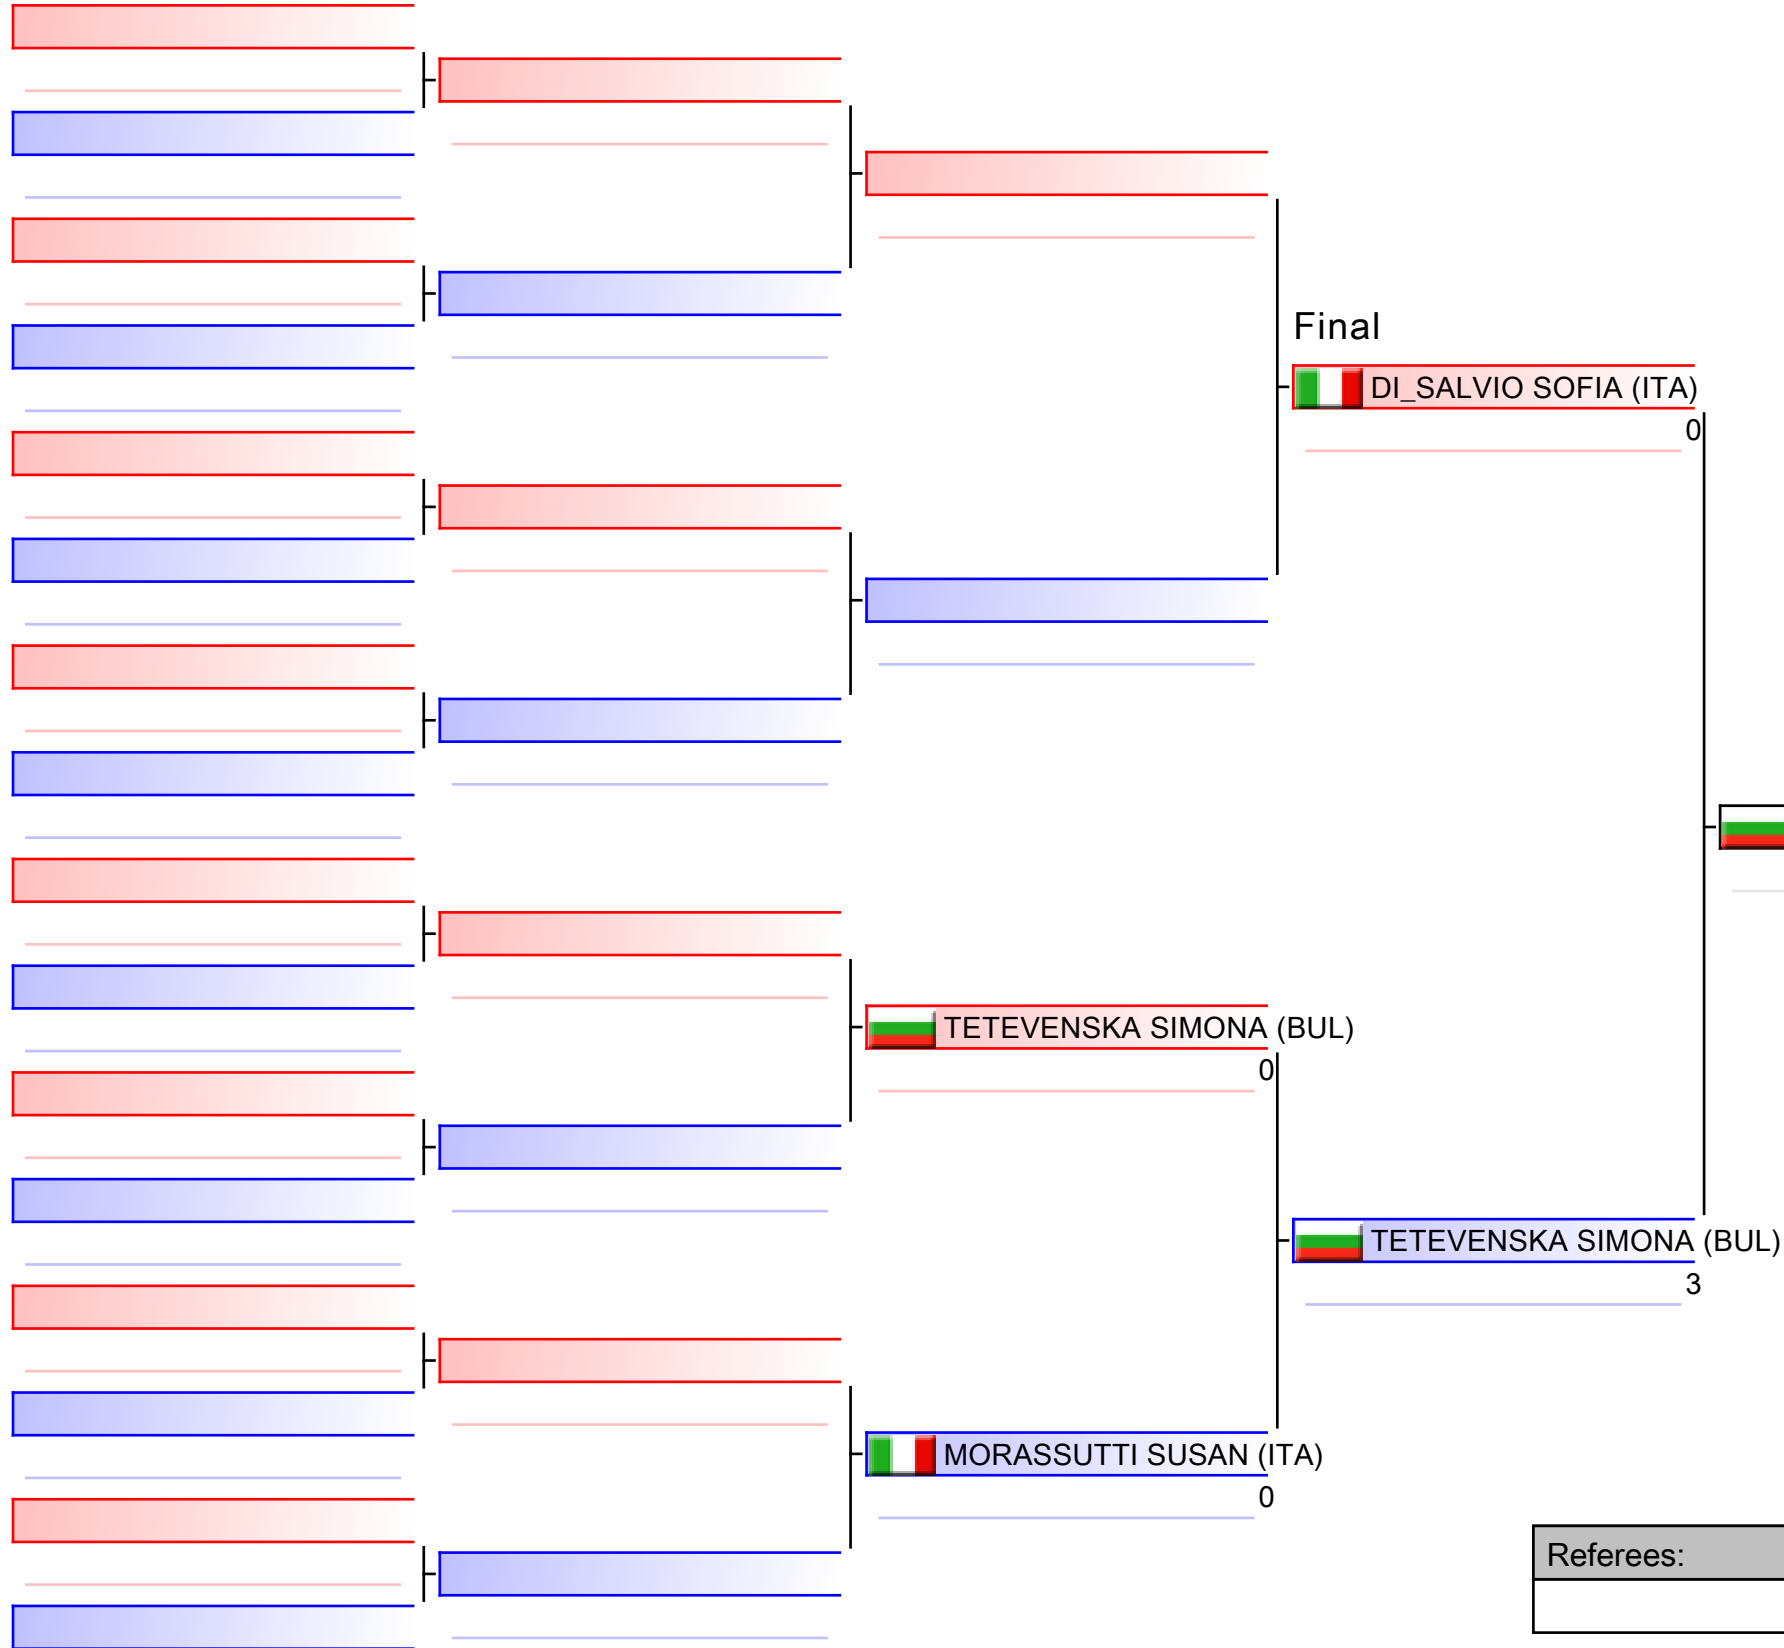 Final
DI_SALVIO SOFIA (ITA)
0
TETEVENSKA SIMONA (BUL)
0
TETEVENSKA SIMONA (BUL)
3
MORASSUTTI SUSAN (ITA)
0
Referees: